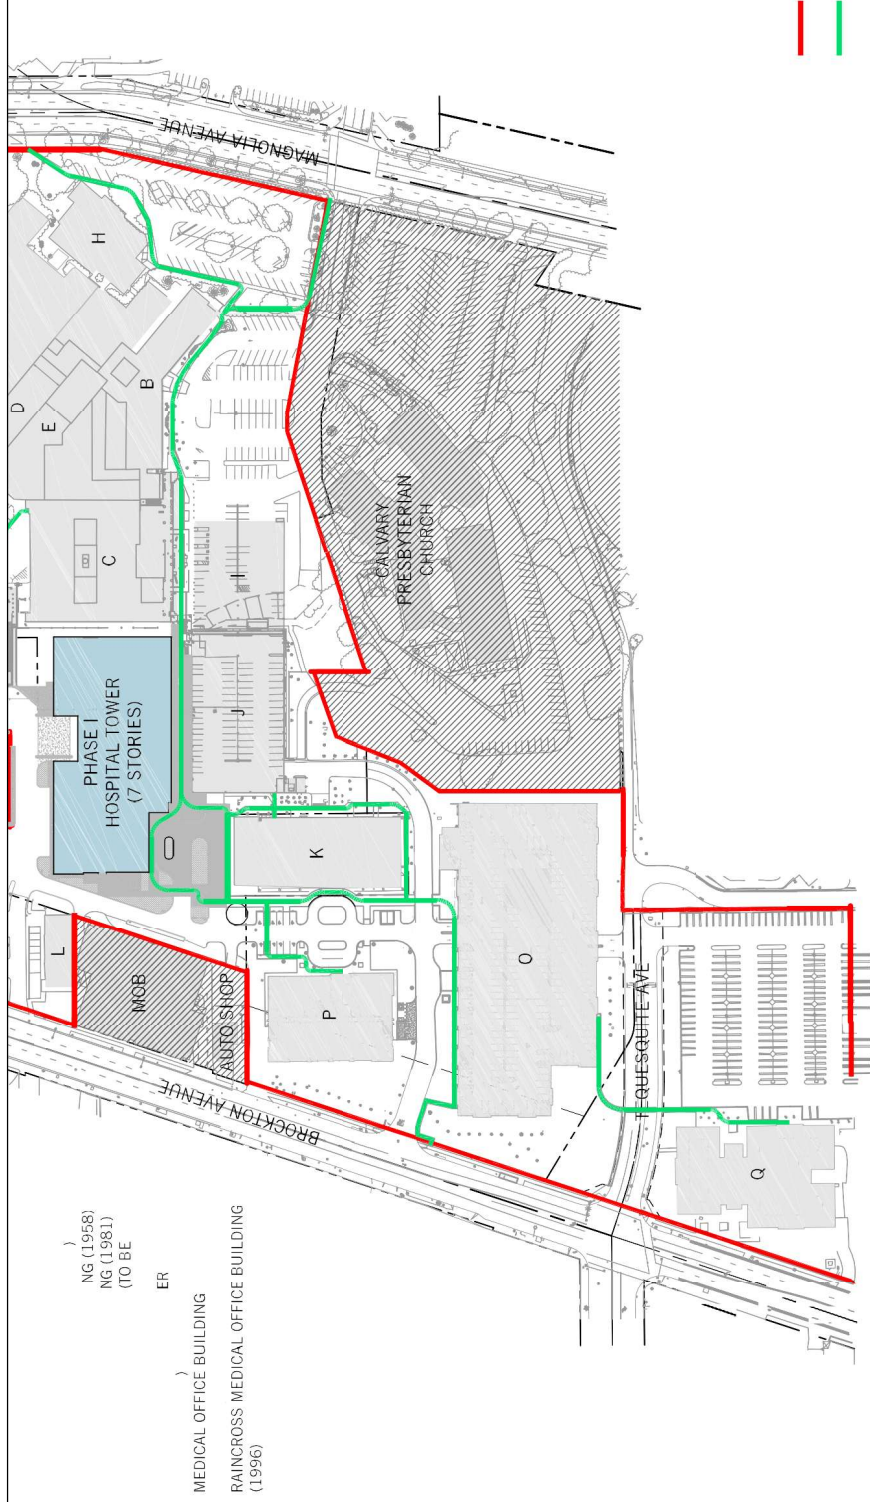 MAGNOLIA AVENUE
H
D
E
B
C
I
J
PHASE I
HOSPITAL TOWER
(7 STORIES)
CALVARY
PRESBYTERIAN
CHURCH
K
L
MOB
AUTO SHOP
P
O
TEQUESQUITE AVE
BROCKTON AVENUE
Q
)
NG (1958)
NG (1981)
(TO BE
ER
)
MEDICAL OFFICE BUILDING
RAINCROSS MEDICAL OFFICE BUILDING
(1996)